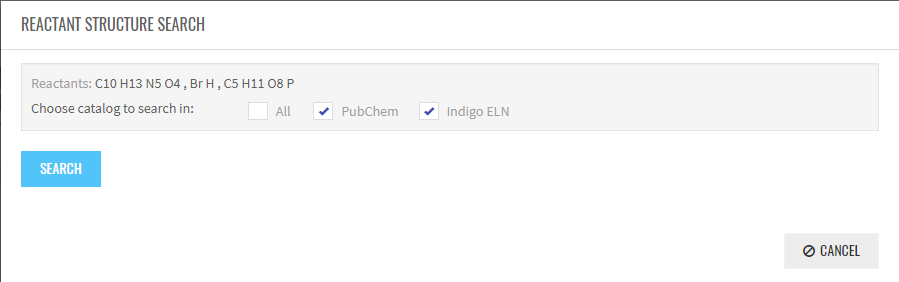 REACTANT STRUCTURE SEARCH
Reactants: C10 H13 N5 O4 , Br H , C5 H11 O8 P
Choose catalog to search in: All PubChem Indigo ELN
SEARCH
CANCEL